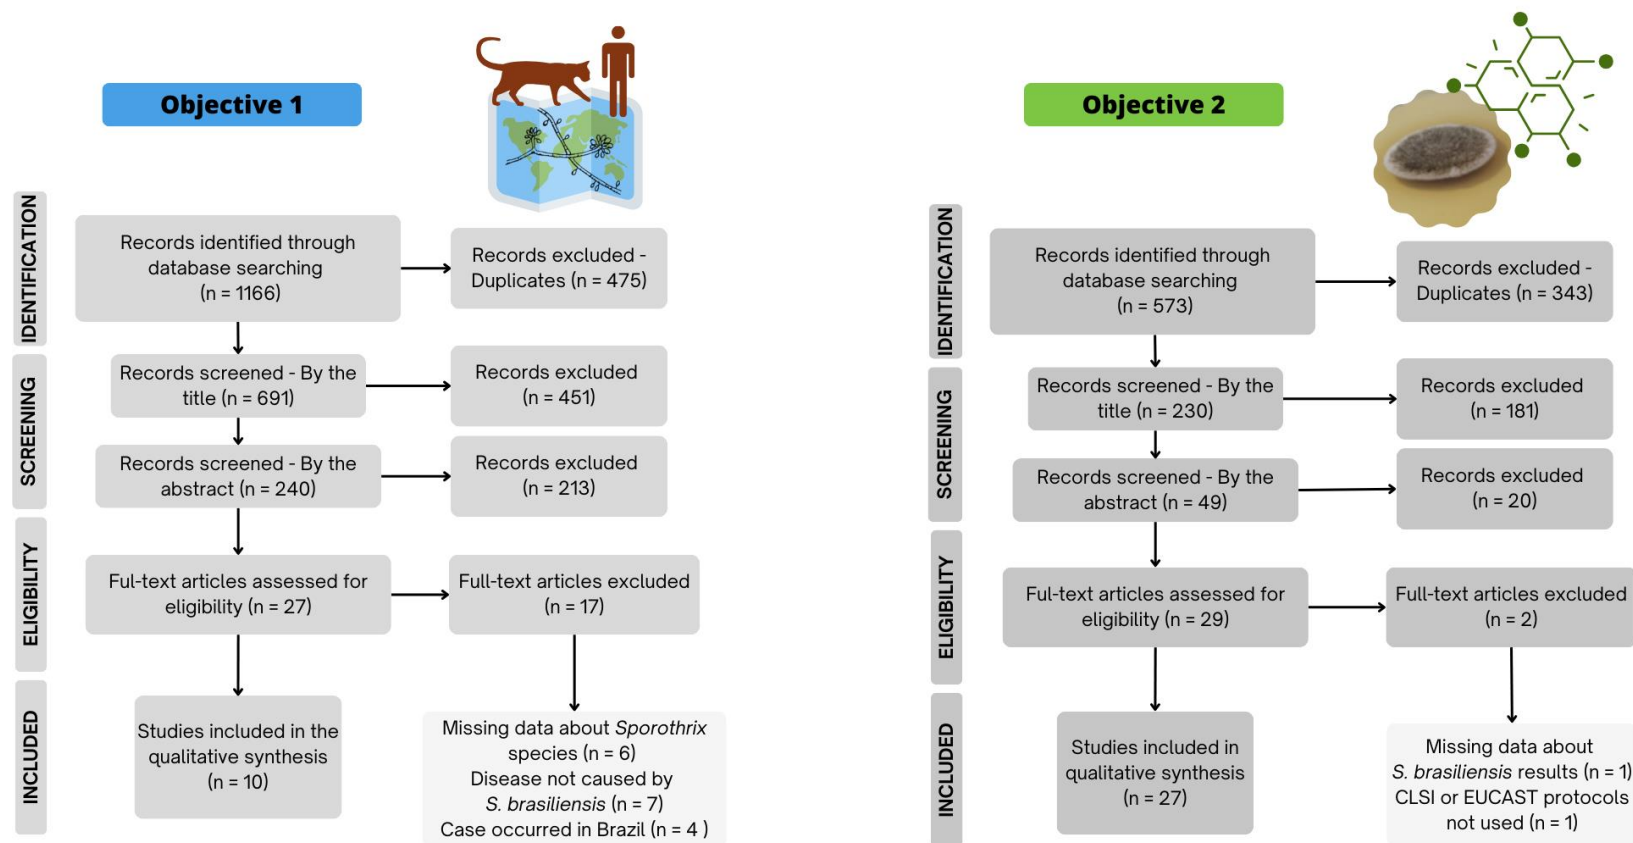 Objective 1
IDENTIFICATION
Records identified through
database searching
(n = 1166)
Records excluded -
Duplicates (n = 475)
SCREENING
Records screened - By the
title (n = 691)
Records excluded
(n = 451)
Records screened - By the
abstract (n = 240)
Records excluded
(n = 213)
ELIGIBILITY
Ful-text articles assessed for
eligibility (n = 27)
Full-text articles excluded
(n = 17)
INCLUDED
Studies included in the
qualitative synthesis
(n = 10)
Missing data about Sporothrix
species (n = 6)
Disease not caused by
S. brasiliensis (n = 7)
Case occurred in Brazil (n = 4 )
Objective 2
IDENTIFICATION
Records identified through
database searching
(n = 573)
Records excluded -
Duplicates (n = 343)
SCREENING
Records screened - By the
title (n = 230)
Records excluded
(n = 181)
Records screened - By the
abstract (n = 49)
Records excluded
(n = 20)
ELIGIBILITY
Ful-text articles assessed for
eligibility (n = 29)
Full-text articles excluded
(n = 2)
INCLUDED
Studies included in
qualitative synthesis
(n = 27)
Missing data about
S. brasiliensis results (n = 1)
CLSI or EUCAST protocols
not used (n = 1)